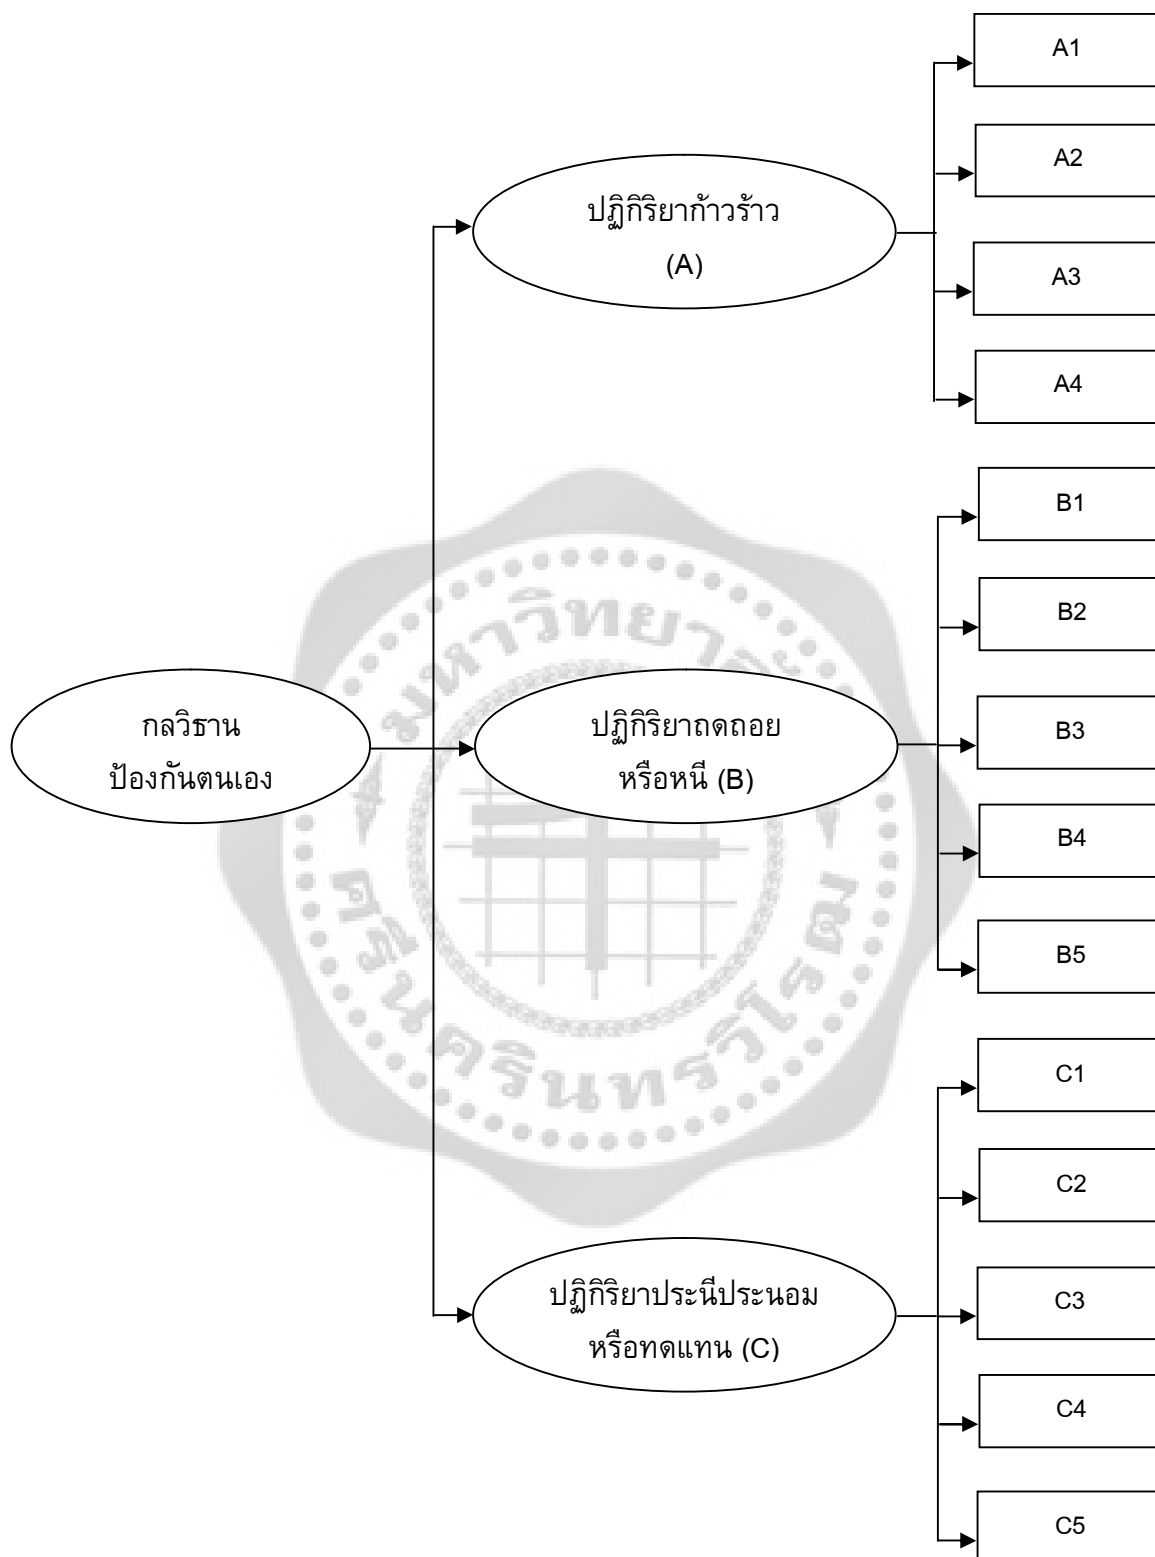 กลวิธาน
ป้องกันตนเอง
ปฏิกิริยาก้าวร้าว
(A)
A1
A2
A3
A4
ปฏิกิริยาถดถอย
หรือหนี (B)
B1
B2
B3
B4
B5
ปฏิกิริยาประนีประนอม
หรือทดแทน (C)
C1
C2
C3
C4
C5